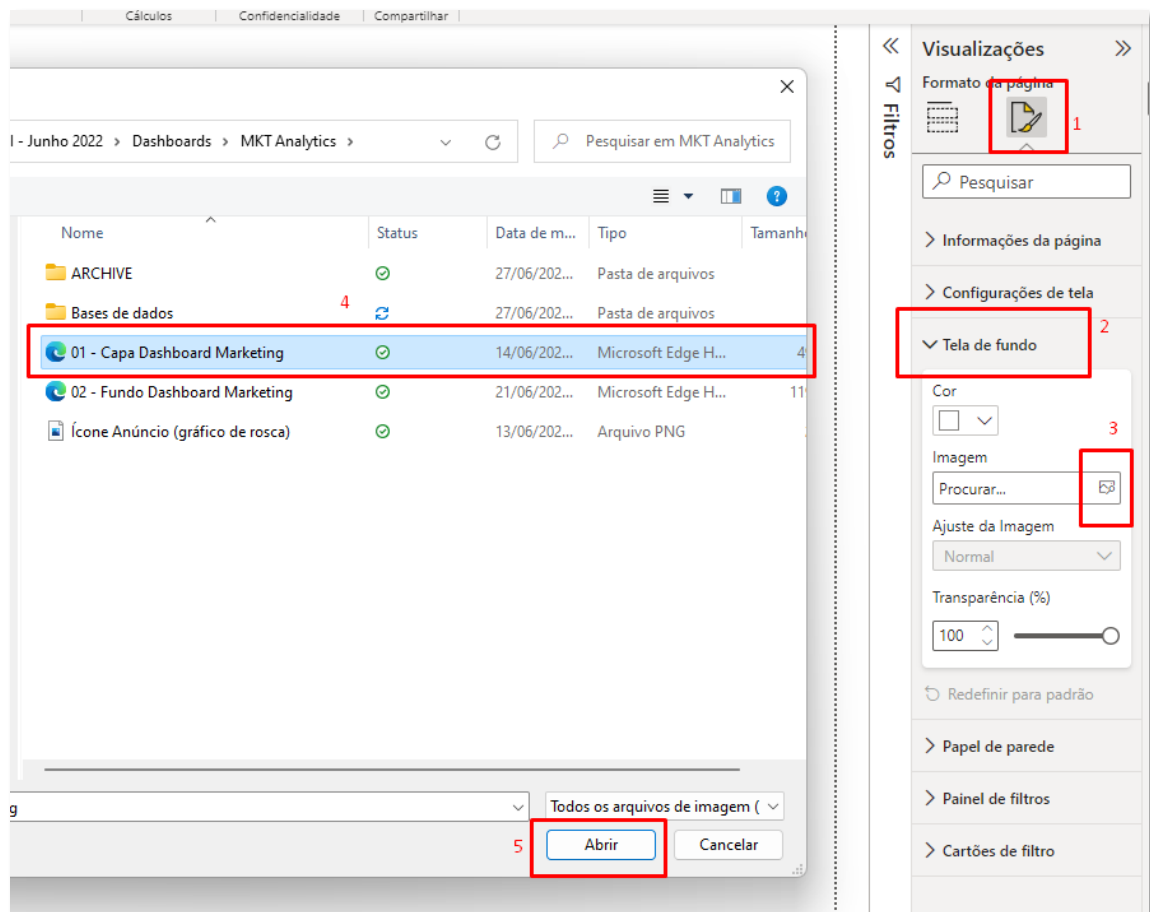 Cálculos Confidencialidade Compartilhar
Visualizações
Formato da página
1
Filtros
l - Junho 2022 > Dashboards > MKT Analytics >
Pesquisar em MKT Analytics
Pesquisar
Nome Status Data de m... Tipo Tamanho
ARCHIVE 27/06/202... Pasta de arquivos
Bases de dados 27/06/202... Pasta de arquivos
4
01 - Capa Dashboard Marketing 14/06/202... Microsoft Edge H... 4
02 - Fundo Dashboard Marketing 21/06/202... Microsoft Edge H... 11
Ícone Anúncio (gráfico de rosca) 13/06/202... Arquivo PNG
g
Todos os arquivos de imagem (
5
Abrir Cancelar
Informações da página
Configurações de tela
2
Tela de fundo
Cor
3
Imagem
Procurar...
Ajuste da Imagem
Normal
Transparência (%)
100
Redefinir para padrão
Papel de parede
Painel de filtros
Cartões de filtro